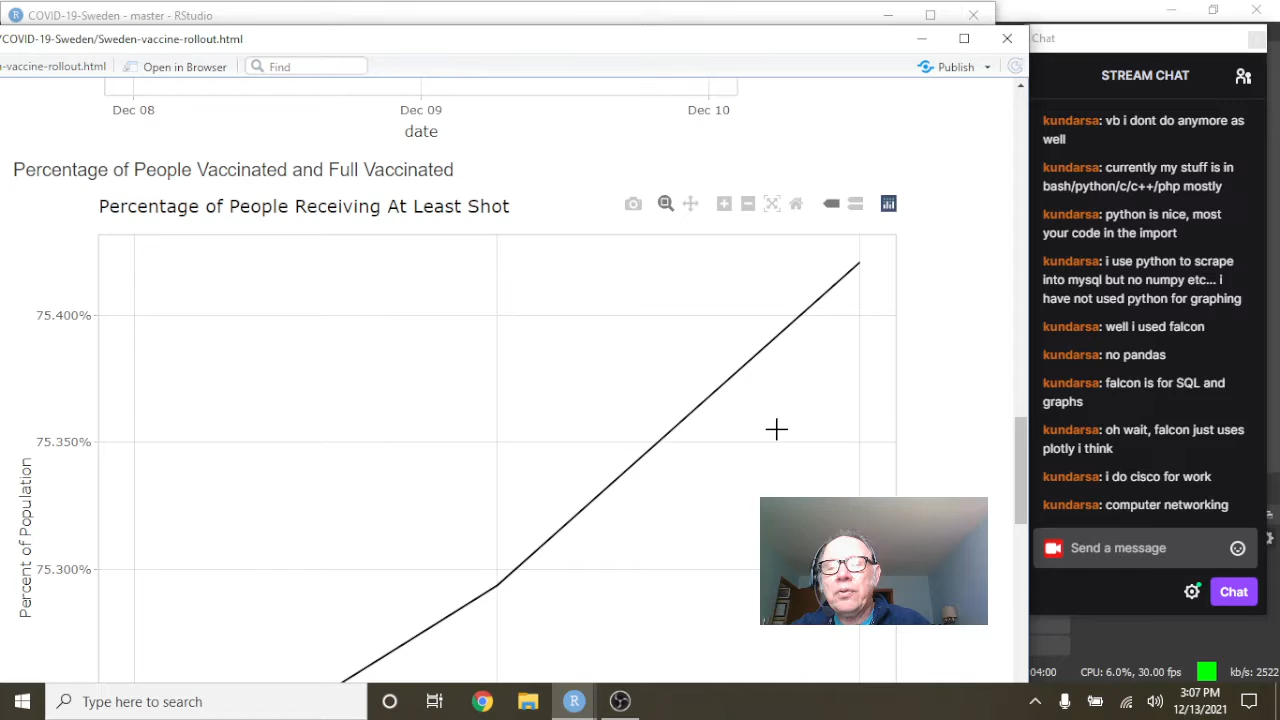 COVID-19-Sweden - master - RStudio
/COVID-19-Sweden/Sweden-vaccine-rollout.html
n-vaccine-rollout.html
Open in Browser
Find
Publish
Dec 08
Dec 09
Dec 10
date
Percentage of People Vaccinated and Full Vaccinated
Percentage of People Receiving At Least Shot
75.400%
75.350%
75.300%
Percent of Population
Chat
STREAM CHAT
kundarsa: vb i dont do anymore as
well
kundarsa: currently my stuff is in
bash/python/c/c++/php mostly
kundarsa: python is nice, most
your code in the import
kundarsa: i use python to scrape
into mysql but no numpy etc... i
have not used python for graphing
kundarsa: well i used falcon
kundarsa: no pandas
kundarsa: falcon is for SQL and
graphs
kundarsa: oh wait, falcon just uses
plotly i think
kundarsa: i do cisco for work
kundarsa: computer networking
Send a message
Chat
:04:00
CPU: 6.0%, 30.00 fps
kb/s: 2522
Type here to search
3:07 PM
12/13/2021